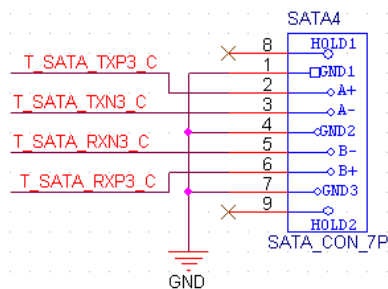 SATA4
8 HOLD1
1 GND1
T_SATA_TXP3_C 2 A+
T_SATA_TXN3_C 3 A-
4 GND2
T_SATA_RXN3_C 5 B-
6 B+
T_SATA_RXP3_C 7 GND3
9 HOLD2
SATA_CON_7P
GND